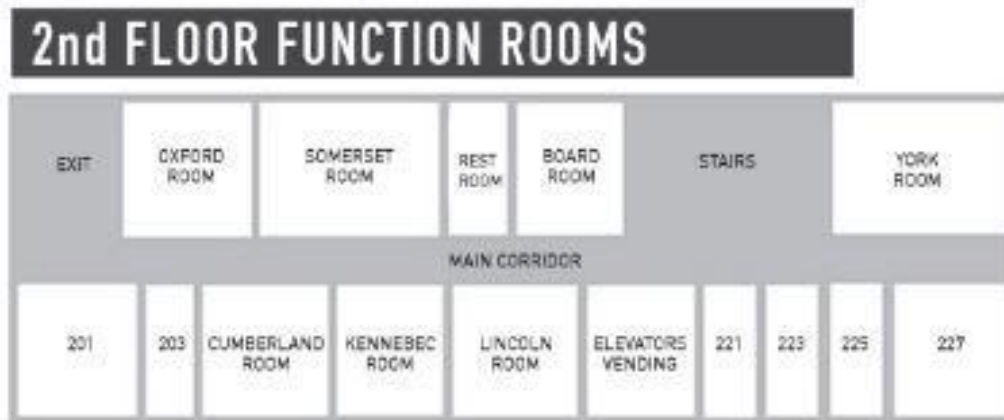 2nd FLOOR FUNCTION ROOMS
EXIT
OXFORD
ROOM
SOMERSET
ROOM
REST
ROOM
BOARD
ROOM
STAIRS
YORK
ROOM
MAIN CORRIDOR
201
203
CUMBERLAND
ROOM
KENNEBEC
ROOM
LINCOLN
ROOM
ELEVATORS
VENDING
221
223
225
227